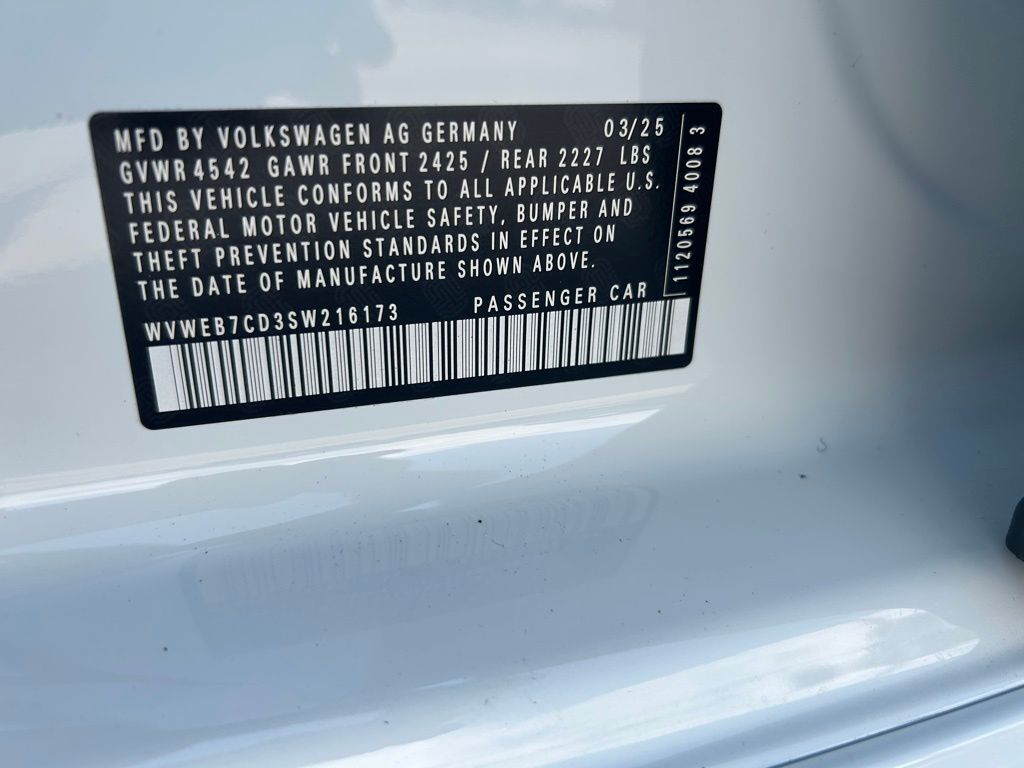 MFD BY VOLKSWAGEN AG GERMANY 03/25
GVWR 4542 GAWR FRONT 2425 / REAR 2227 LBS
THIS VEHICLE CONFORMS TO ALL APPLICABLE U.S.
FEDERAL MOTOR VEHICLE SAFETY, BUMPER AND
THEFT PREVENTION STANDARDS IN EFFECT ON
THE DATE OF MANUFACTURE SHOWN ABOVE.
WVWEB7CD3SW216173 PASSENGER CAR
1120569 4008 3